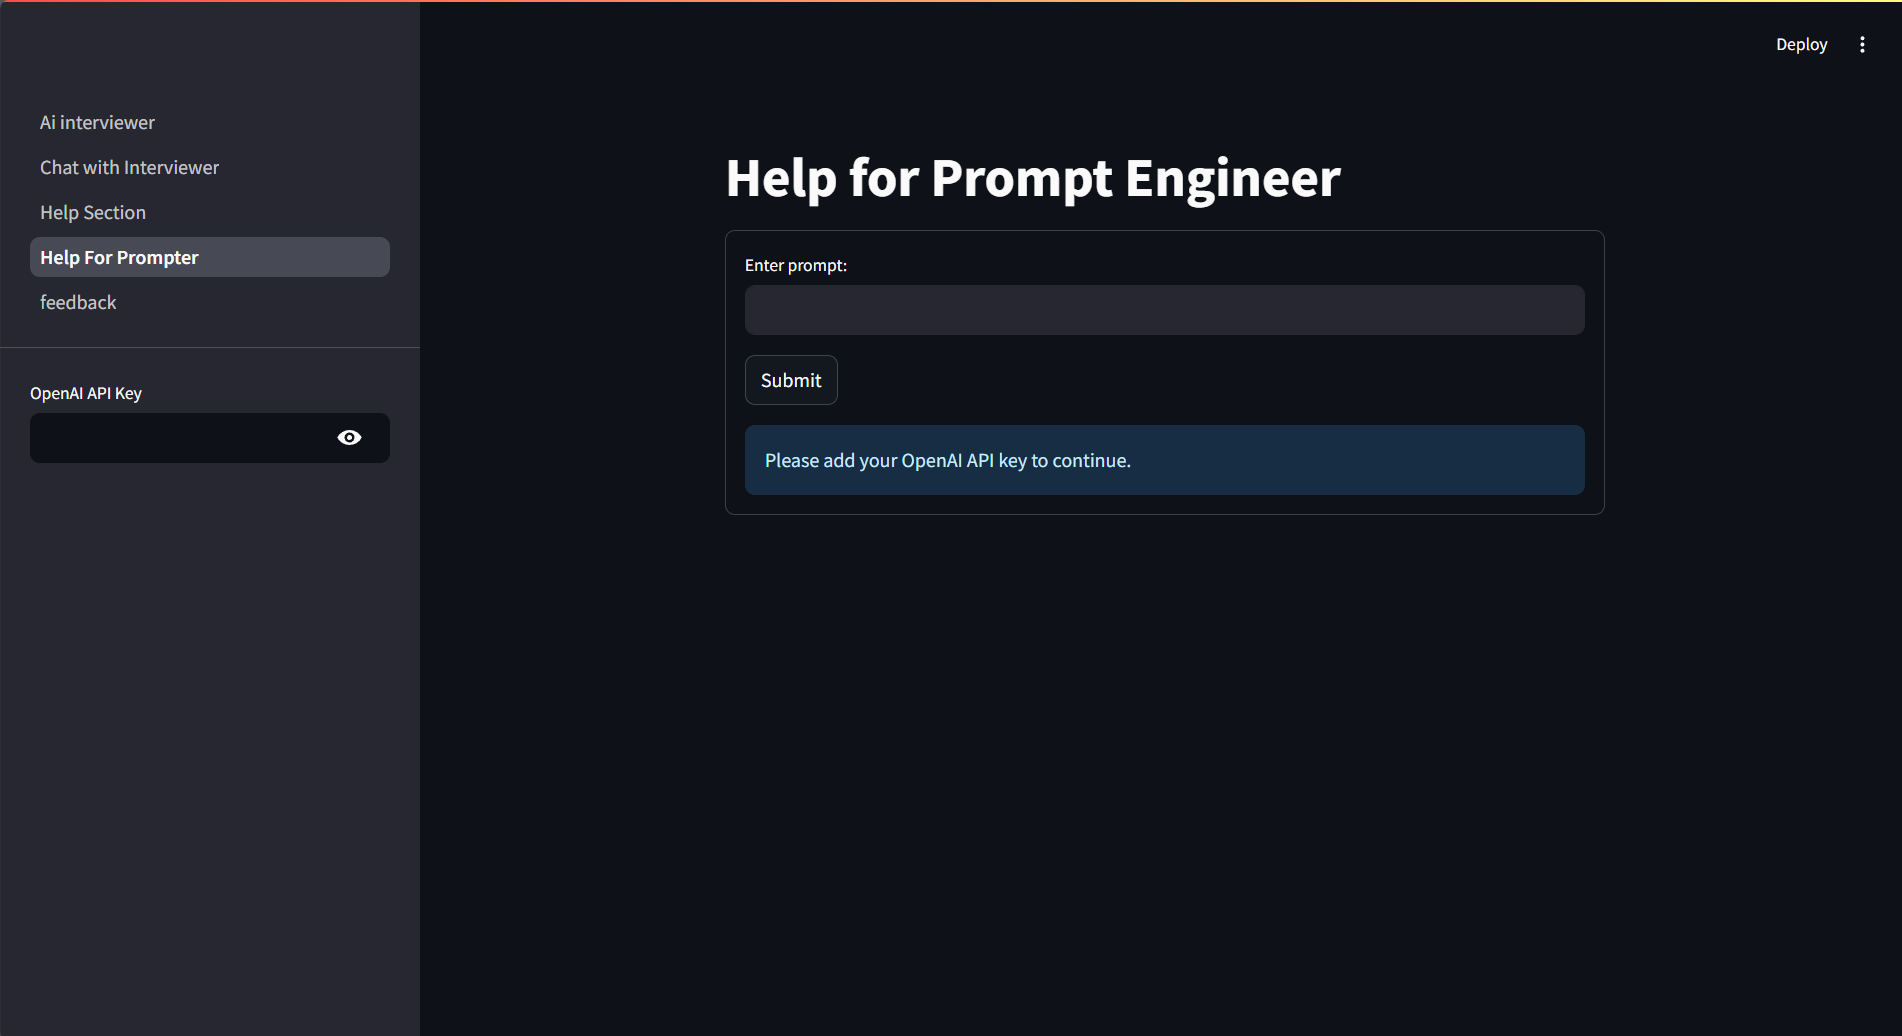 Deploy
Ai interviewer
Chat with Interviewer
Help Section
Help For Prompter
feedback
OpenAI API Key
Help for Prompt Engineer
Enter prompt:
Submit
Please add your OpenAI API key to continue.